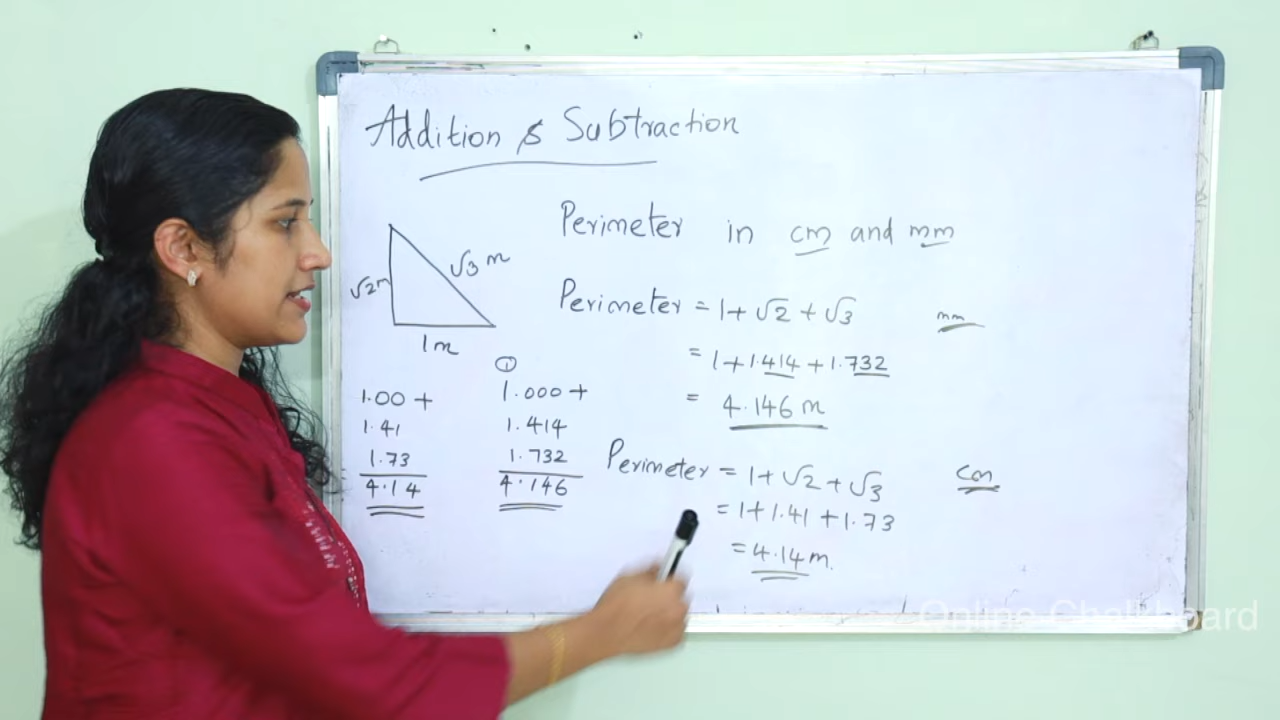 Addition & Subtraction
Perimeter in cm and mm
√2m
√3 m
1m
Perimeter = 1 + √2 + √3 mm
= 1 + 1.414 + 1.732
= 4.146 m
1.00 +
1.41
1.73
4.14
1
1.000 +
1.414
1.732
4.146
Perimeter = 1 + √2 + √3 cm
= 1 + 1.41 + 1.73
= 4.14 m.
Online Chalkboard